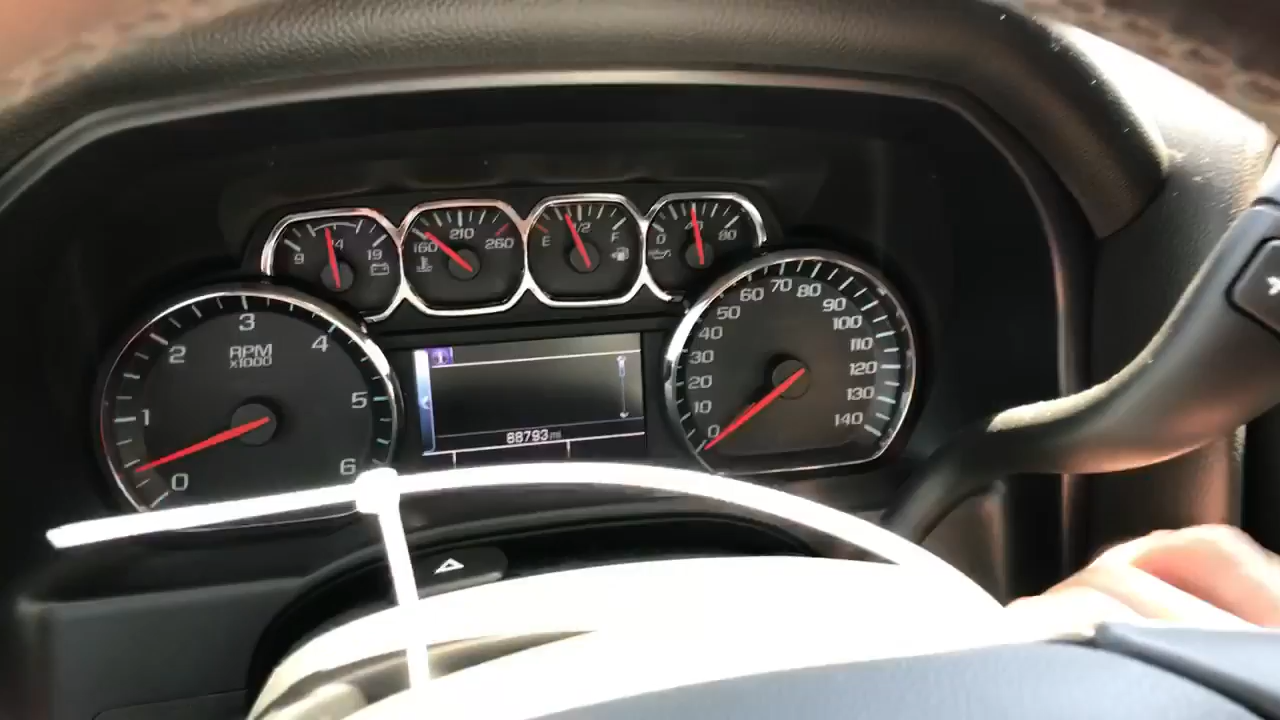 9 14 19
160 210 260
E 1/2 F
0 40 80
0 1 2 3 4 5 6
RPM
x1000
88793 mi
0 10 20 30 40 50 60 70 80 90 100 110 120 130 140